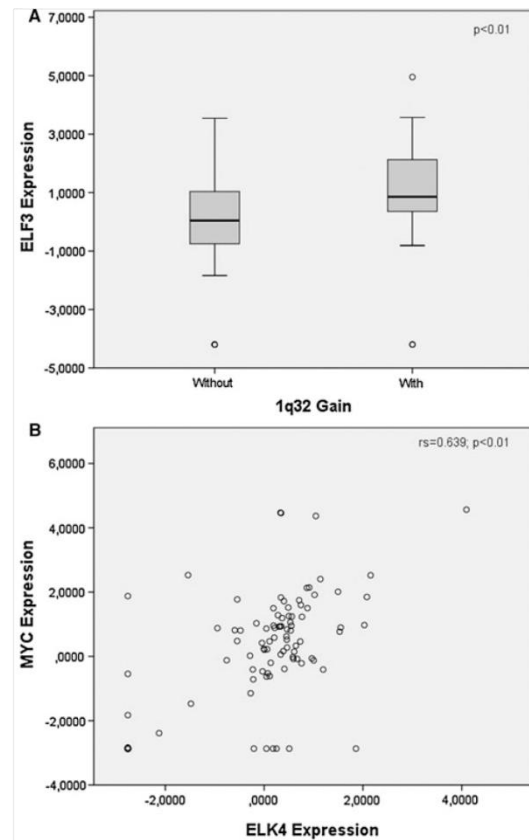 A
7,0000
p<0.01
5,0000
3,0000
1,0000
-1,0000
-3,0000
-5,0000
ELF3 Expression
Without
With
1q32 Gain
B
rs=0.639; p<0.01
6,0000
4,0000
2,0000
,0000
-2,0000
-4,0000
MYC Expression
-2,0000
,0000
2,0000
4,0000
ELK4 Expression